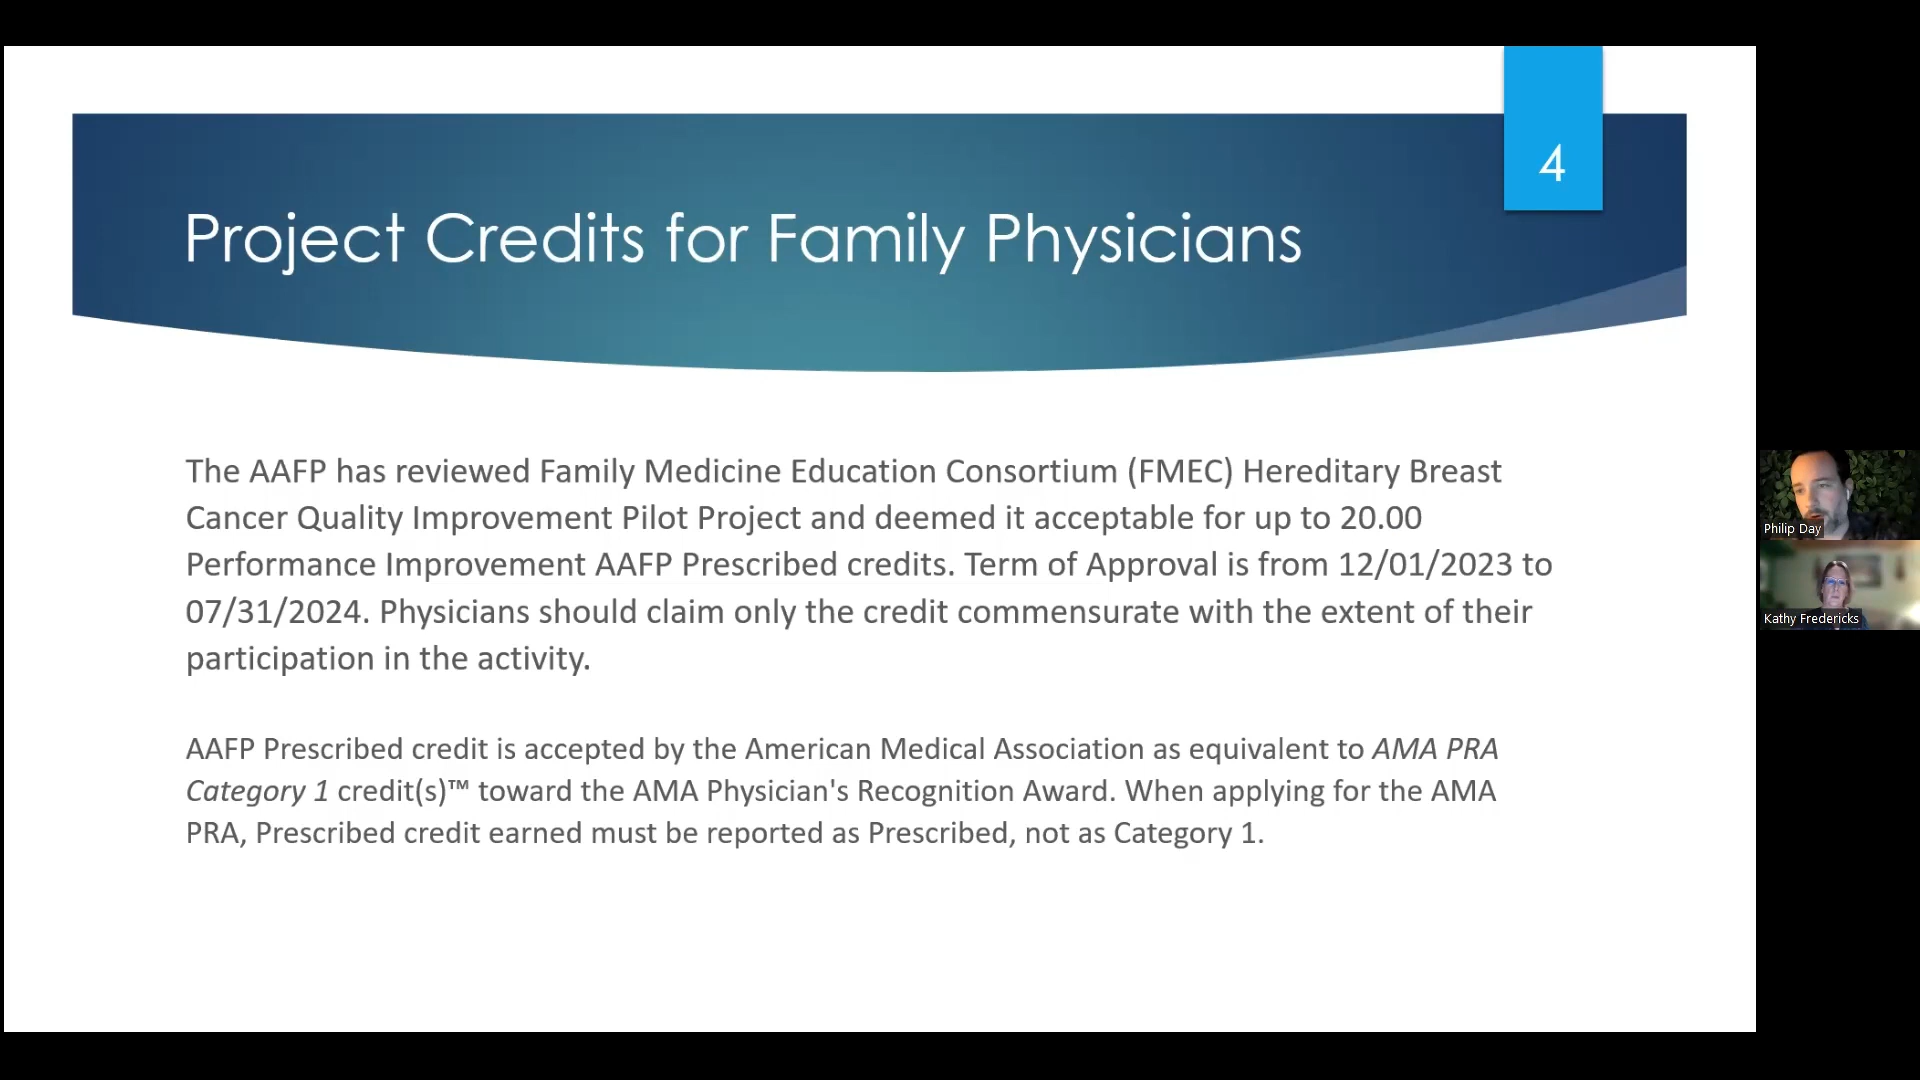 4
Project Credits for Family Physicians
The AAFP has reviewed Family Medicine Education Consortium (FMEC) Hereditary Breast
Cancer Quality Improvement Pilot Project and deemed it acceptable for up to 20.00
Performance Improvement AAFP Prescribed credits. Term of Approval is from 12/01/2023 to
07/31/2024. Physicians should claim only the credit commensurate with the extent of their
participation in the activity.
AAFP Prescribed credit is accepted by the American Medical Association as equivalent to AMA PRA
Category 1 credit(s)™ toward the AMA Physician's Recognition Award. When applying for the AMA
PRA, Prescribed credit earned must be reported as Prescribed, not as Category 1.
Philip Day
Kathy Fredericks